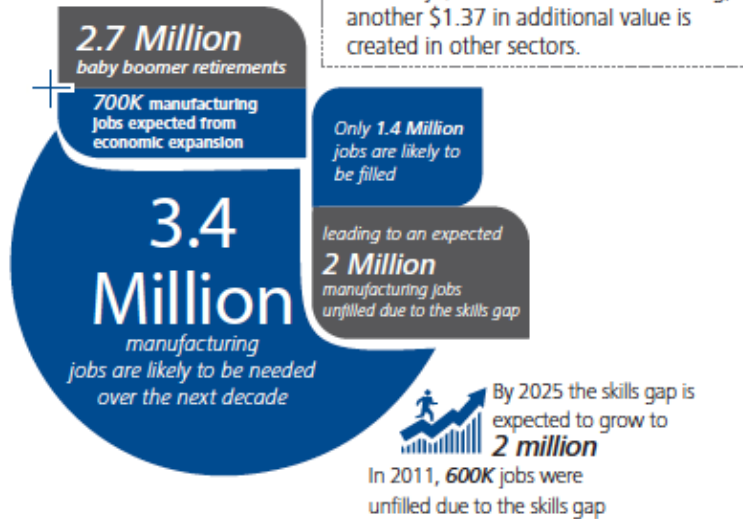 another $1.37 in additional value is
created in other sectors.
2.7 Million
baby boomer retirements
700K manufacturing
jobs expected from
economic expansion
Only 1.4 Million
jobs are likely to
be filled
3.4
Million
manufacturing
jobs are likely to be needed
over the next decade
leading to an expected
2 Million
manufacturing jobs
unfilled due to the skills gap
By 2025 the skills gap is
expected to grow to
2 million
In 2011, 600K jobs were
unfilled due to the skills gap